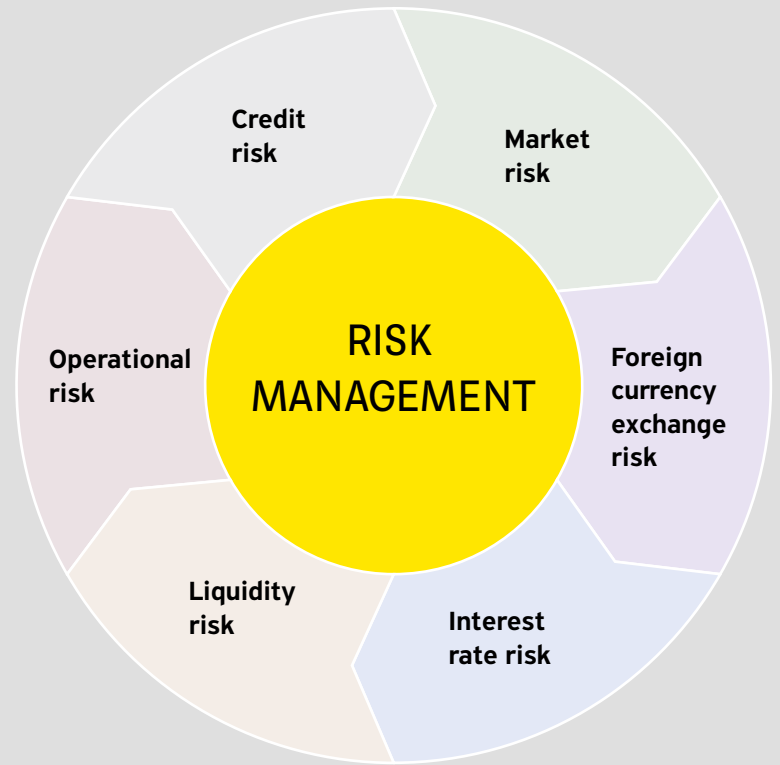 Credit
risk
Market
risk
Operational
risk
RISK
MANAGEMENT
Foreign
currency
exchange
risk
Liquidity
risk
Interest
rate risk